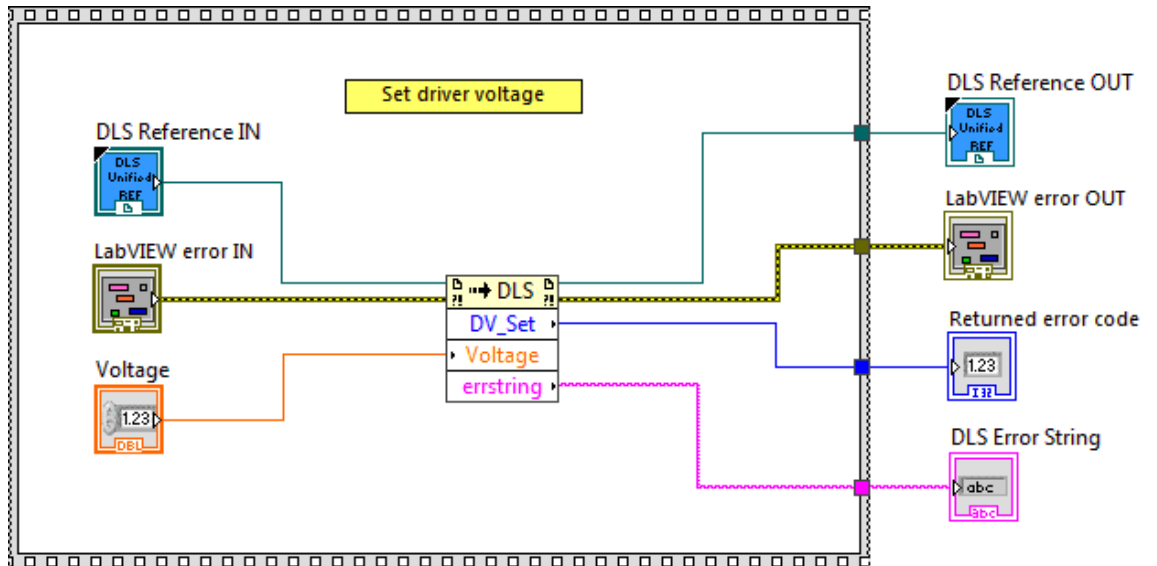 Set driver voltage
DLS Reference IN
DLS
Unified
REF
LabVIEW error IN
Voltage
1.23
DBL
?! DLS ?!
DV_Set
Voltage
errstring
DLS Reference OUT
DLS
Unified
REF
LabVIEW error OUT
Returned error code
1.23
I32
DLS Error String
abc
abc